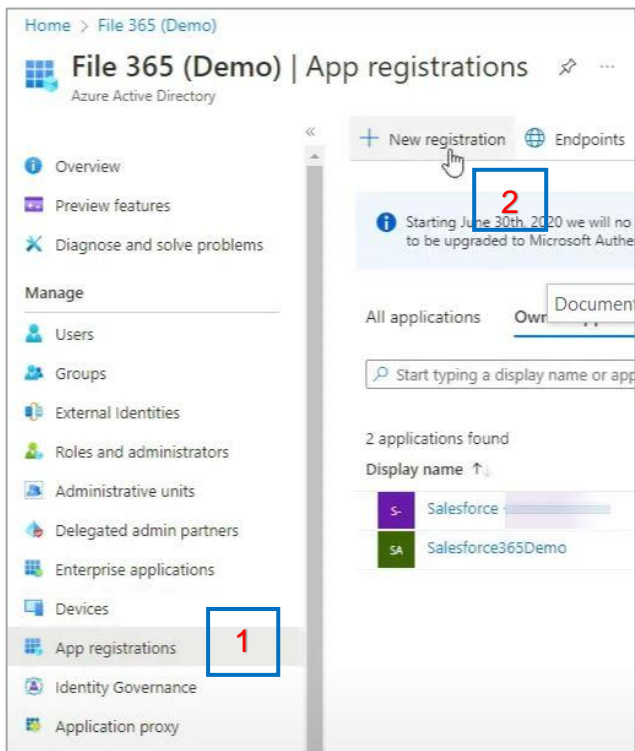 Home > File 365 (Demo)
File 365 (Demo) | App registrations
Azure Active Directory
Overview
Preview features
Diagnose and solve problems
Manage
Users
Groups
External Identities
Roles and administrators
Administrative units
Delegated admin partners
Enterprise applications
Devices
App registrations
1
Identity Governance
Application proxy
New registration
Endpoints
2
Starting June 30th, 2020 we will no
to be upgraded to Microsoft Authe
Document
All applications
2 applications found
Start typing a display name or app
Display name ↑↓
S-
Salesforce -
SA
Salesforce365Demo